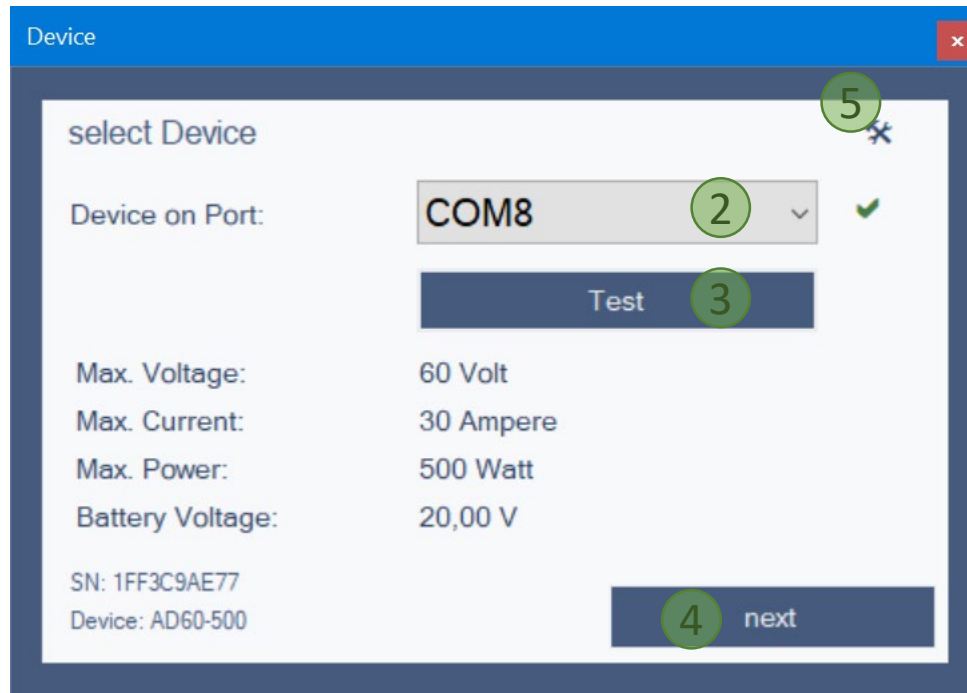 Device
x
5
select Device
Device on Port: COM8 2
Test 3
Max. Voltage: 60 Volt
Max. Current: 30 Ampere
Max. Power: 500 Watt
Battery Voltage: 20,00 V
SN: 1FF3C9AE77
Device: AD60-500
4 next